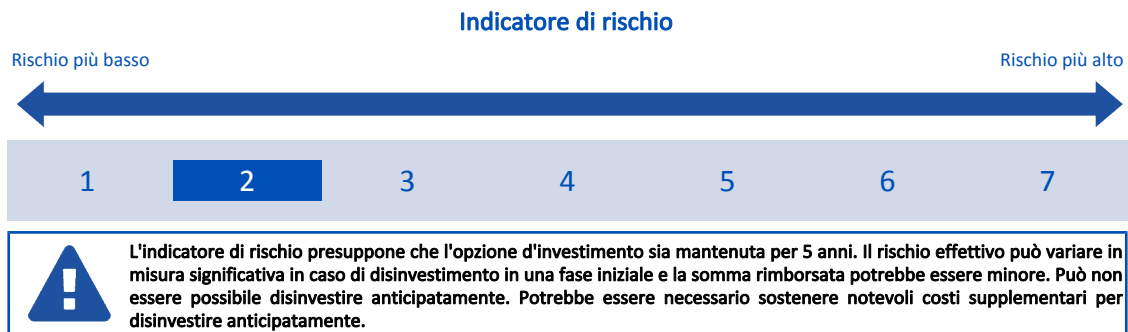 Indicatore di rischio
Rischio più basso
Rischio più alto
1 2 3 4 5 6 7
L'indicatore di rischio presuppone che l'opzione d'investimento sia mantenuta per 5 anni. Il rischio effettivo può variare in
misura significativa in caso di disinvestimento in una fase iniziale e la somma rimborsata potrebbe essere minore. Può non
essere possibile disinvestire anticipatamente. Potrebbe essere necessario sostenere notevoli costi supplementari per
disinvestire anticipatamente.